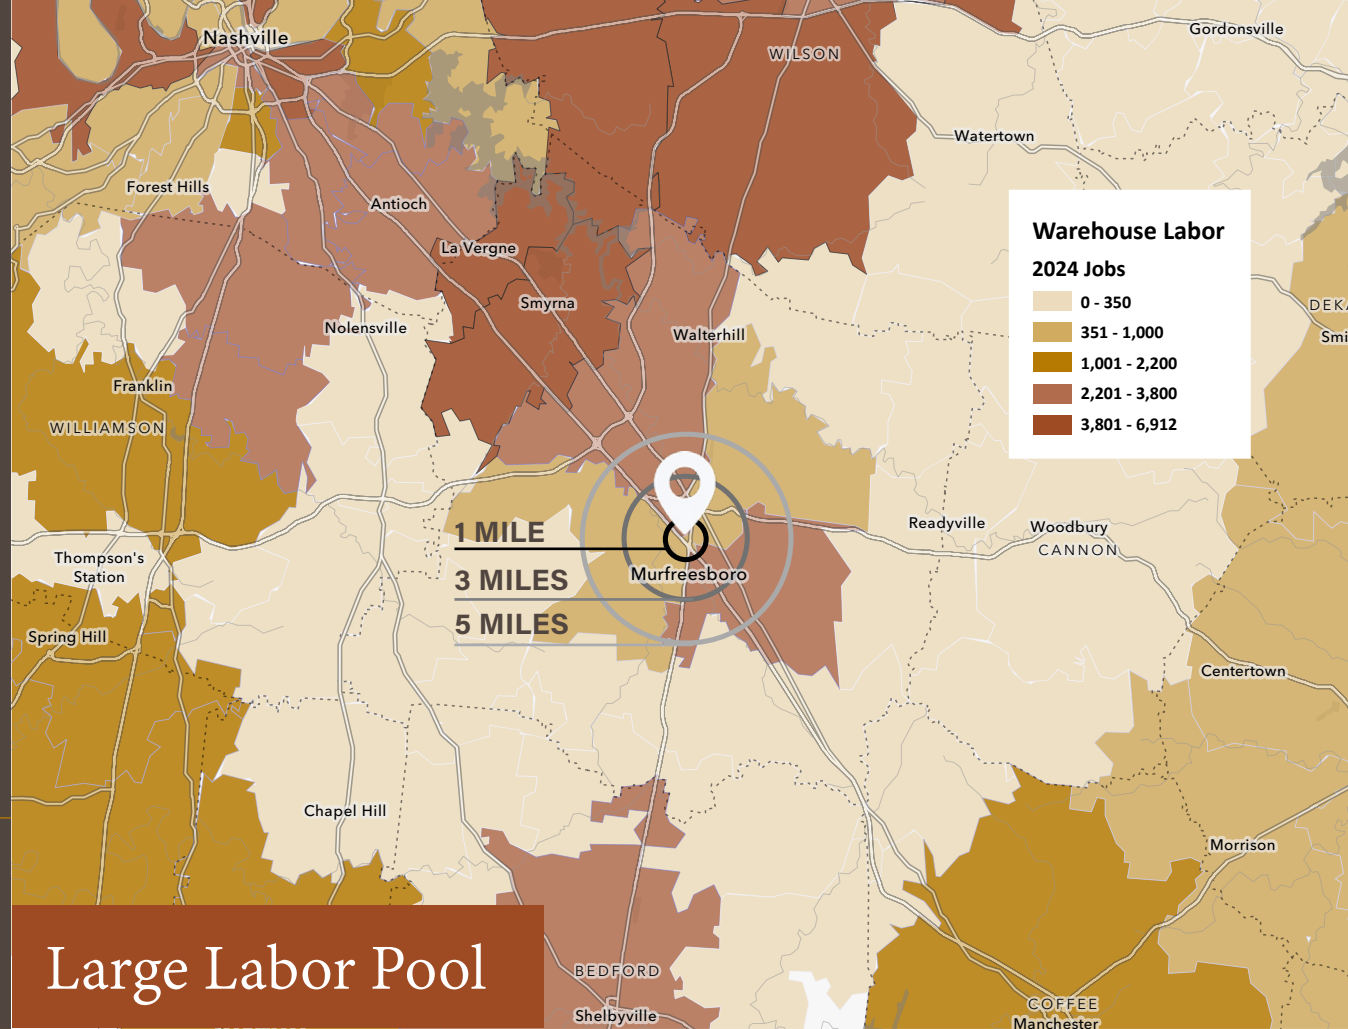 Nashville
WILSON
Gordonsville
Watertown
Forest Hills
Antioch
La Vergne
Smyrna
Nolensville
Walterhill
Franklin
WILLIAMSON
Warehouse Labor
2024 Jobs
0 - 350
351 - 1,000
1,001 - 2,200
2,201 - 3,800
3,801 - 6,912
DEKA
Smi
1 MILE
3 MILES
5 MILES
Murfreesboro
Readyville
Woodbury
CANNON
Thompson's
Station
Spring Hill
Centertown
Chapel Hill
Morrison
Large Labor Pool
BEDFORD
Shelbyville
COFFEE
Manchester